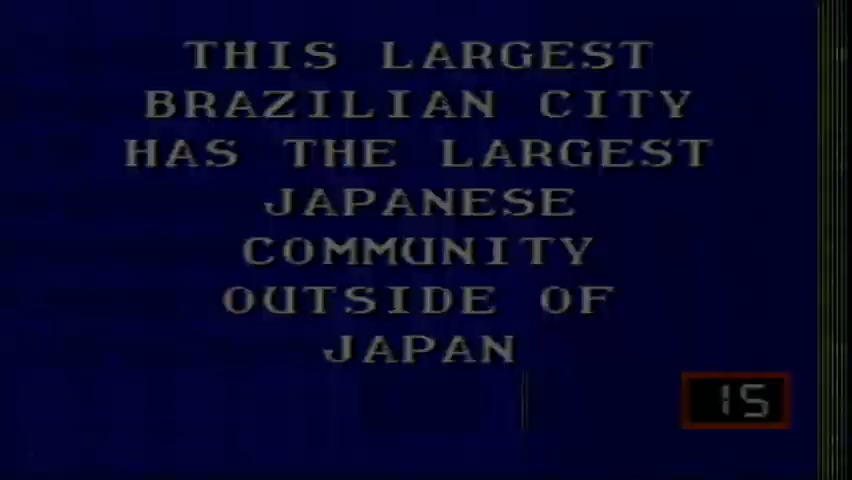 THIS LARGEST
BRAZILIAN CITY
HAS THE LARGEST
JAPANESE
COMMUNITY
OUTSIDE OF
JAPAN
15